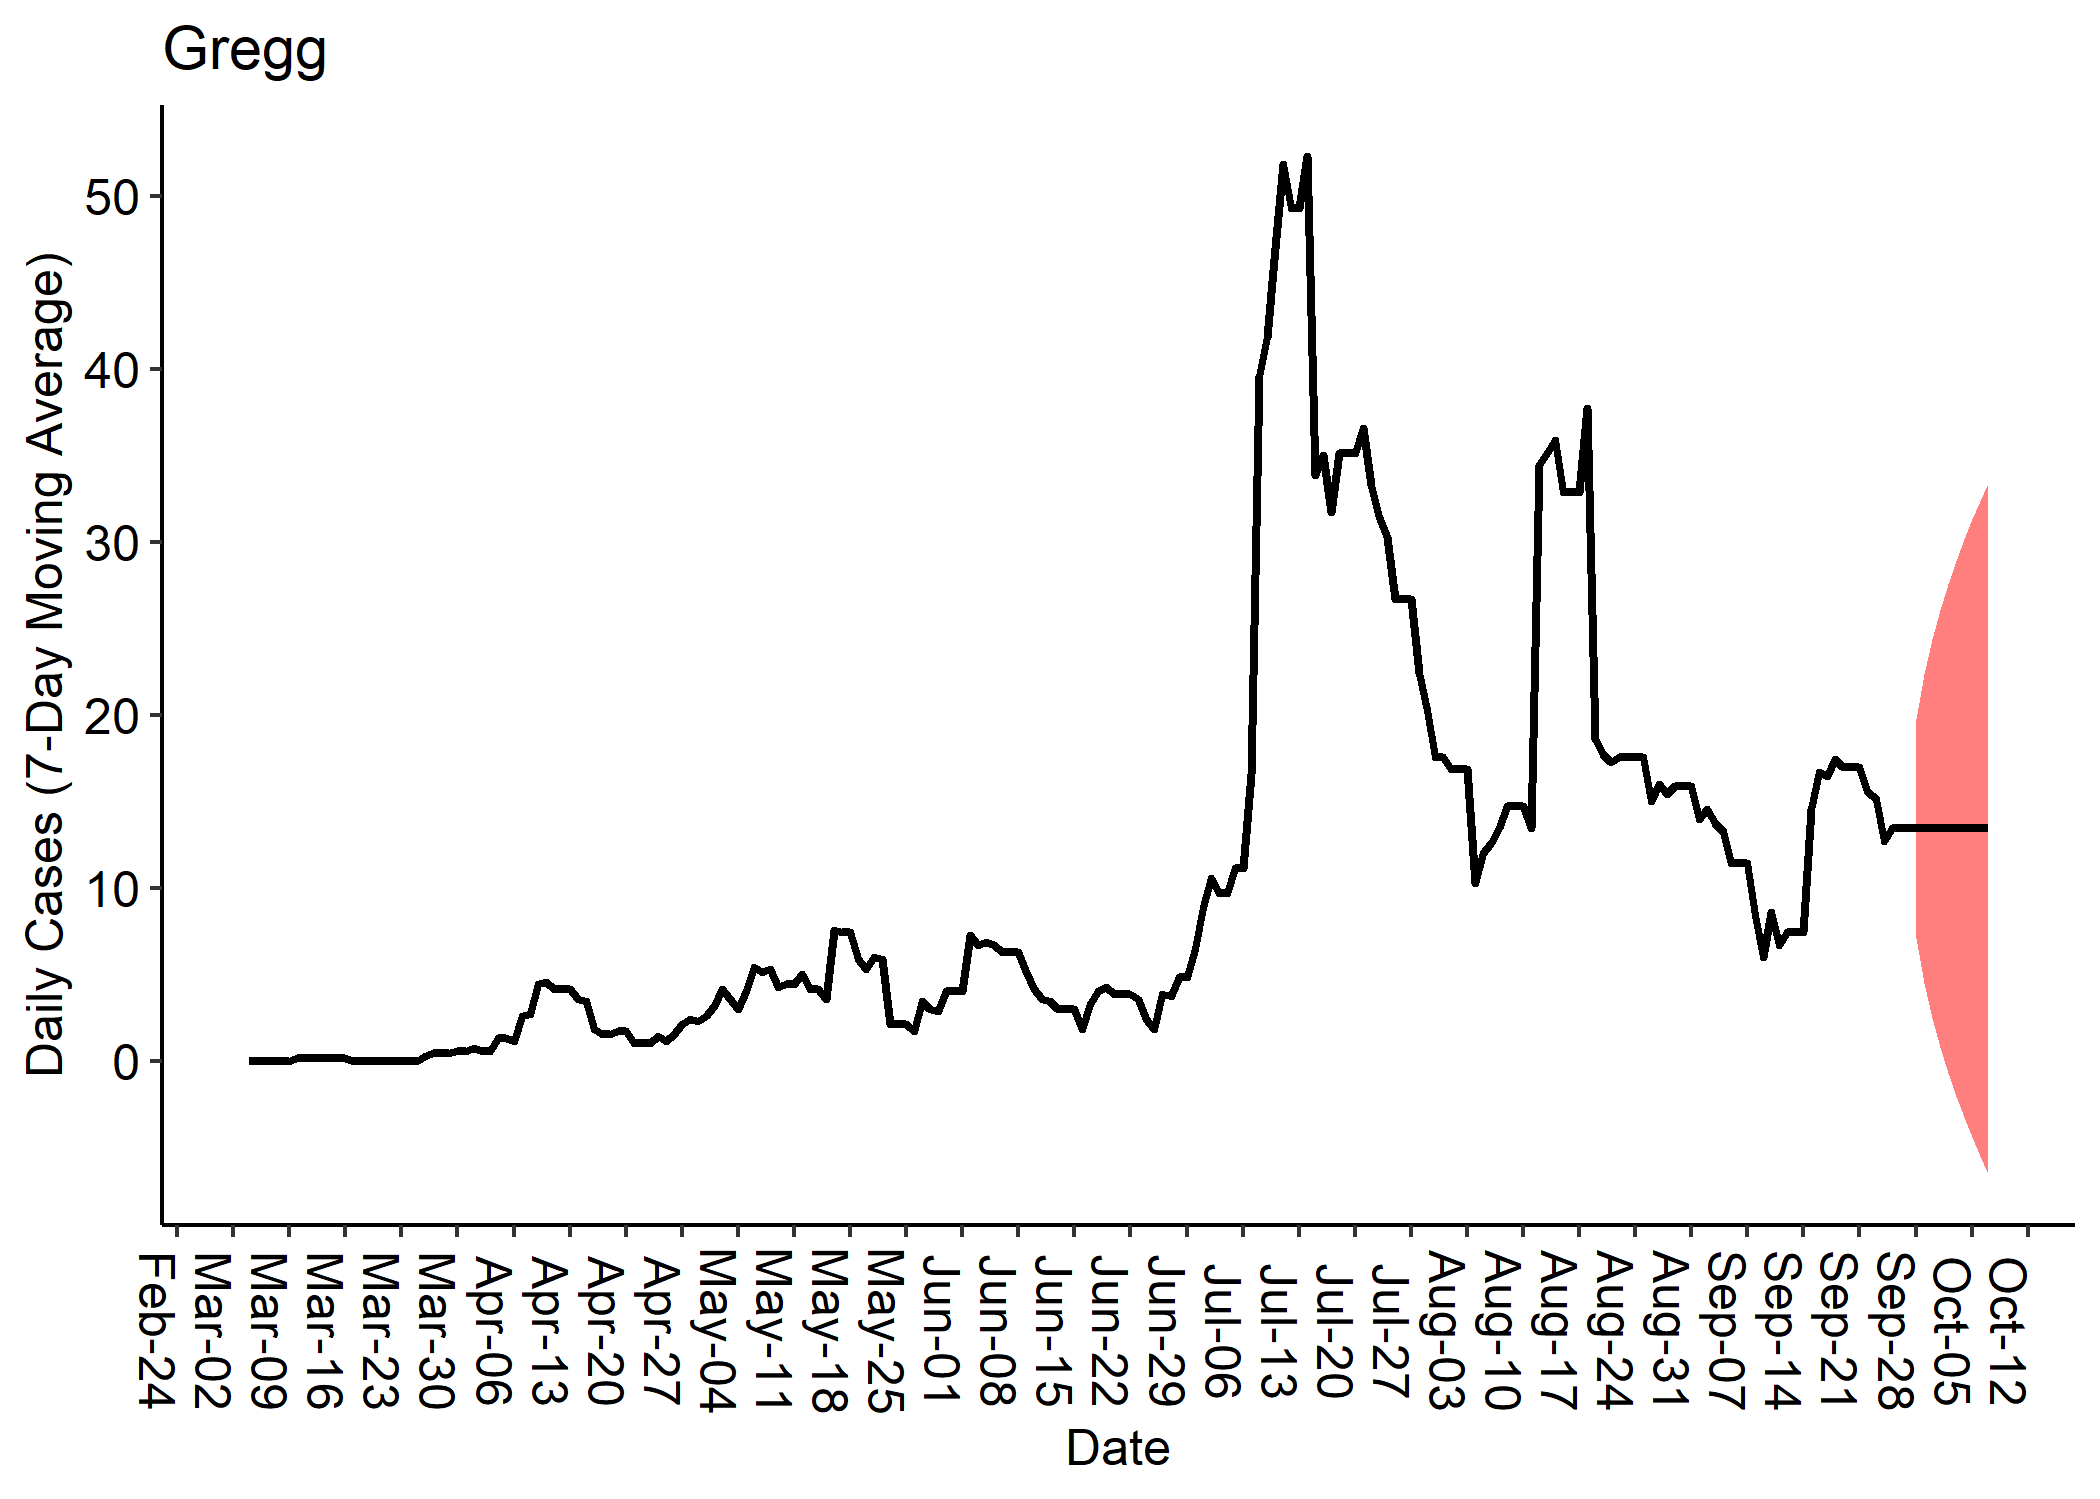 Gregg
Daily Cases (7-Day Moving Average)
50
40
30
20
10
0
Feb-24
Mar-02
Mar-09
Mar-16
Mar-23
Mar-30
Apr-06
Apr-13
Apr-20
Apr-27
May-04
May-11
May-18
May-25
Jun-01
Jun-08
Jun-15
Jun-22
Jun-29
Jul-06
Jul-13
Jul-20
Jul-27
Aug-03
Aug-10
Aug-17
Aug-24
Aug-31
Sep-07
Sep-14
Sep-21
Sep-28
Oct-05
Oct-12
Date